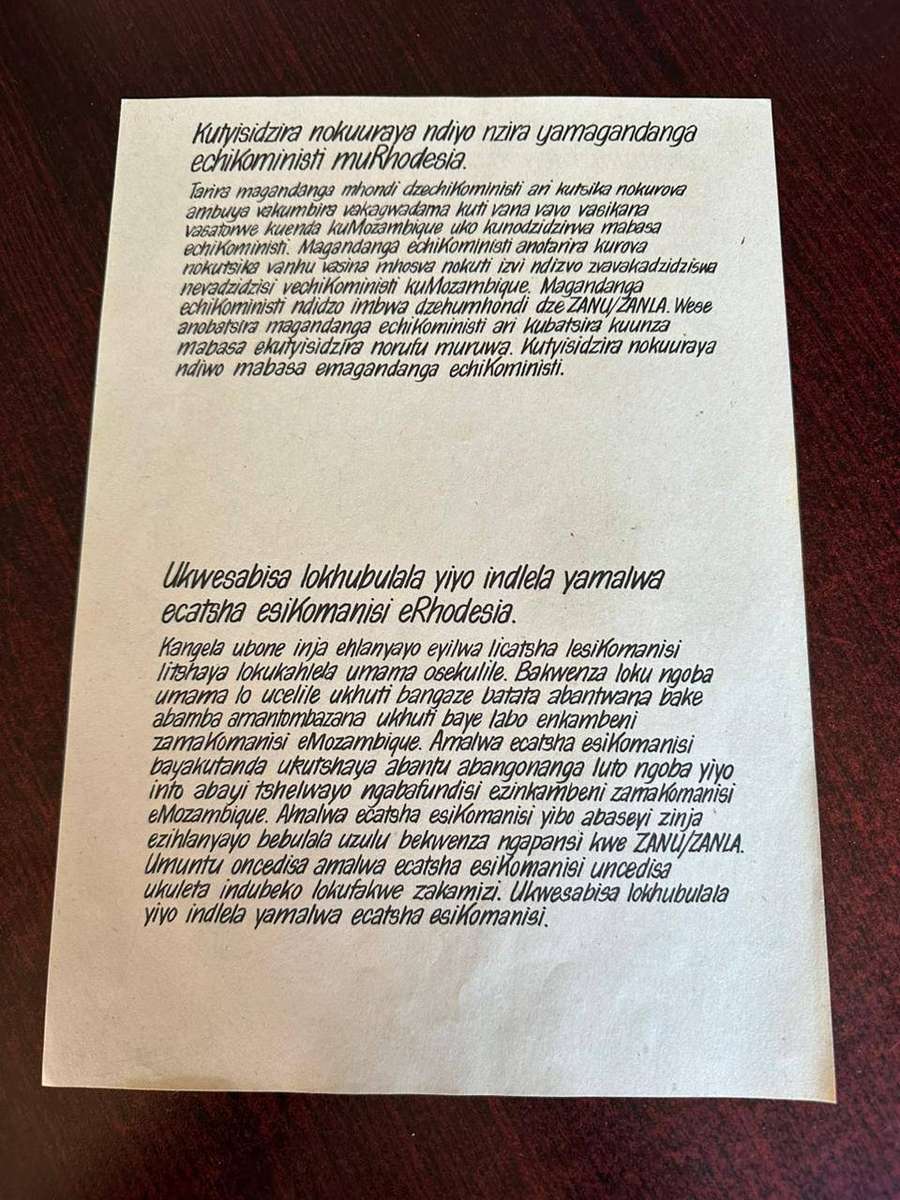 Kutyisidzira nokuuraya ndiyo nzira yamagandanga
echiKoministi muRhodesia.
Tarira magandanga mhondi dzechiKoministi ari kutsika nokurova
ambuya vakumbira vakagwadama kuti vana vavo vasikana
vasatorwe kuenda kuMozambique uko kunodzidzirwa mabasa
echiKoministi. Magandanga echiKoministi anotarira kurova
nokutsika vanhu vasina mhosva nokuti izvi ndizvo zvavakadzidziswa
nevadzidzisi vechiKoministi kuMozambique. Magandanga
echiKoministi ndidzo imbwa dzehumhondi dze ZANU/ZANLA. Wese
anobatsira magandanga echiKoministi ari kubatsira kuunza
mabasa ekutyisidzira norufu muruwa. Kutyisidzira nokuuraya
ndiwo mabasa emagandanga echiKoministi.
Ukwesabisa lokhubulala yiyo indlela yamalwa
ecatsha esiKomanisi eRhodesia.
Kangela ubone inja ehlanyayo eyilwa licatsha lesiKomanisi
litshaya lokukahlela umama osekulile. Bakwenza loku ngoba
umama lo ucelile ukhuti bangaze batata abantwana bake
abamba amantombazana ukhuti baye labo enkambeni
zamaKomanisi eMozambique. Amalwa ecatsha esiKomanisi
bayakutanda ukutshaya abantu abangonanga luto ngoba yiyo
into abayi tshelwayo ngabafundisi ezinkambeni zamaKomanisi
eMozambique. Amalwa ecatsha esiKomanisi yibo abaseyi zinja
ezihlanyayo bebulala uzulu bekwenza ngapansi kwe ZANU/ZANLA.
Umuntu oncedisa amalwa ecatsha esiKomanisi uncedisa
ukuleta indubeko lokufakwe zakamizi. Ukwesabisa lokhubulala
yiyo indlela yamalwa ecatsha esiKomanisi.